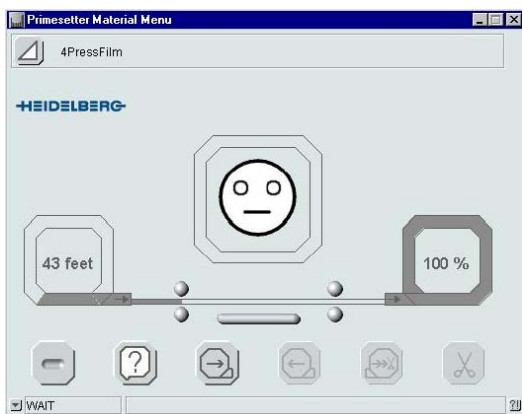 Primesetter Material Menu
4PressFilm
HEIDELBERG
43 feet
100 %
?
WAIT
?